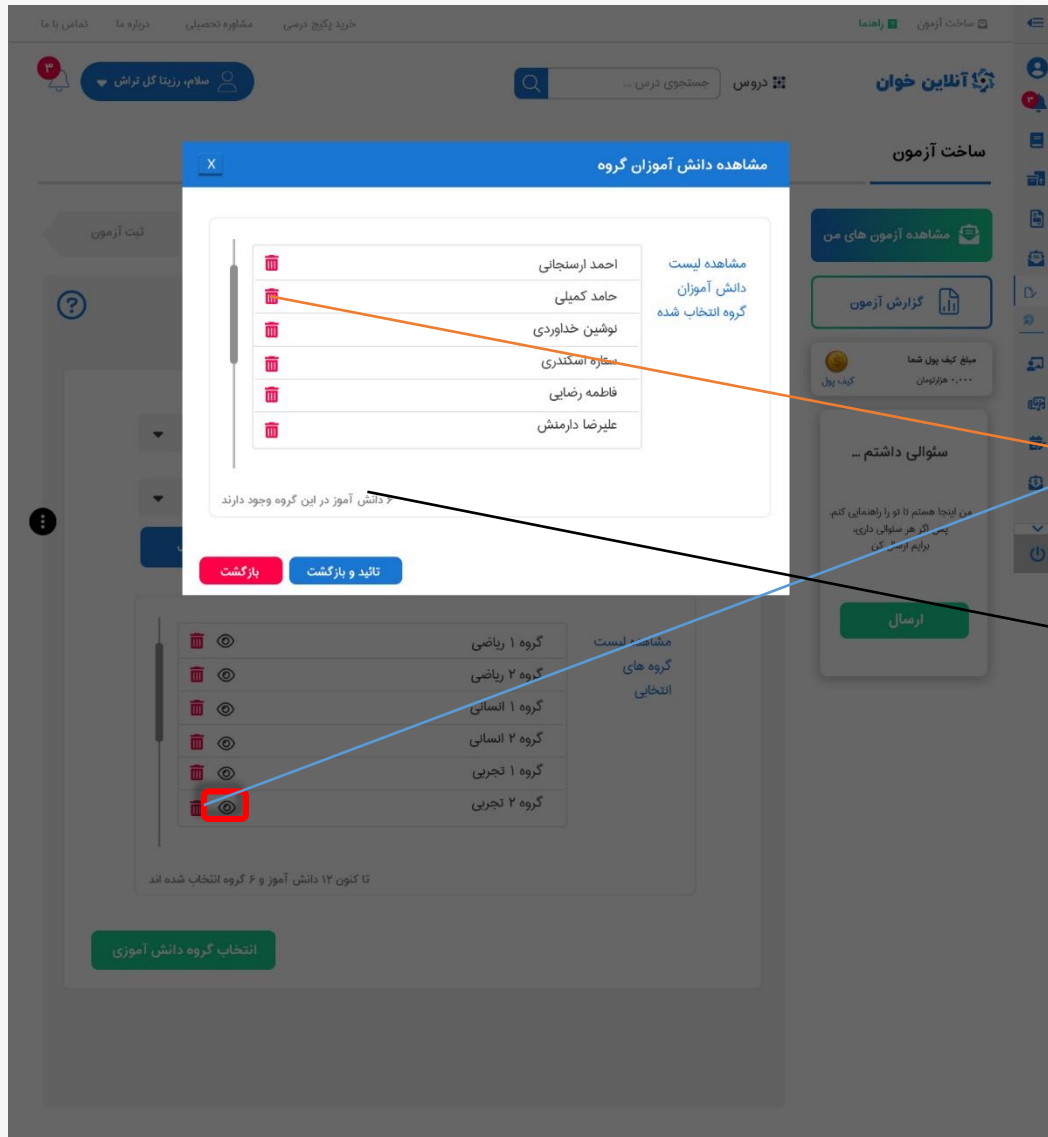 ساخت آزمون
راهنما
خرید پکیج درسی
مشاوره تحصیلی
درباره ما
تماس با ما
آنلاین خوان
دروس
جستجوی درس ...
سلام، رزیتا گل تراش
۳
۳
ساخت آزمون
مشاهده دانش آموزان گروه
X
مشاهده آزمون های من
ثبت آزمون
گزارش آزمون
?
مبلغ کیف پول شما
۰,۰۰۰ هزارتومان
کیف پول
سئوالی داشتم ...
من اینجا هستم تا تو را راهنمایی کنم.
پس اگر هر سئوالی داری،
برایم ارسال کن
ارسال
مشاهده لیست
دانش آموزان
گروه انتخاب شده
احمد ارسنجانی
حامد کمیلی
نوشین خداوردی
ستاره اسکندری
فاطمه رضایی
علیرضا دارمنش
۶ دانش آموز در این گروه وجود دارند
تائید و بازگشت
بازگشت
مشاهده لیست
گروه های
انتخابی
گروه ۱ ریاضی
گروه ۲ ریاضی
گروه ۱ انسانی
گروه ۲ انسانی
گروه ۱ تجربی
گروه ۲ تجربی
تا کنون ۱۲ دانش آموز و ۶ گروه انتخاب شده اند
انتخاب گروه دانش آموزی